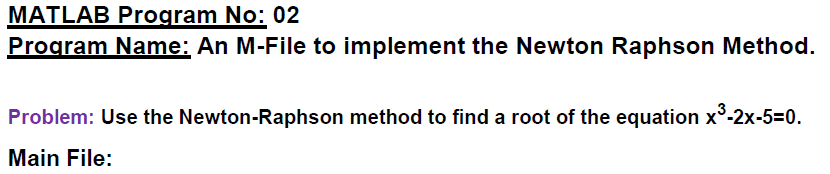 MATLAB Program No: 02
Program Name: An M-File to implement the Newton Raphson Method.
Problem: Use the Newton-Raphson method to find a root of the equation x³-2x-5=0.
Main File: